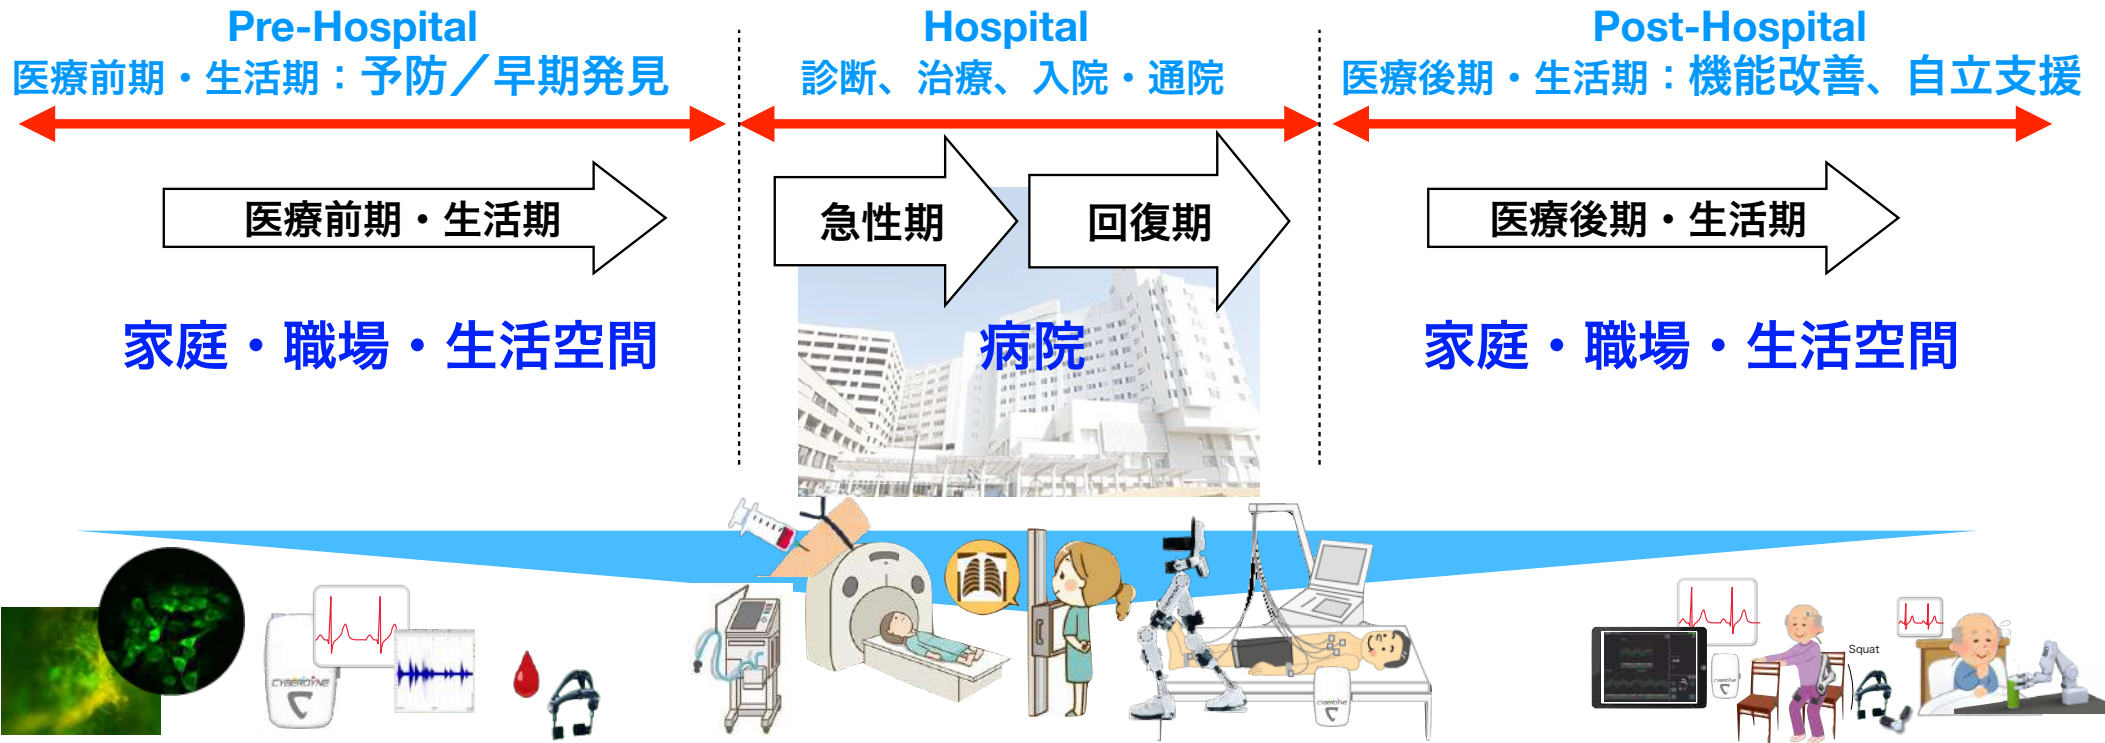 Pre-Hospital
医療前期・生活期：予防／早期発見
Hospital
診断、治療、入院・通院
Post-Hospital
医療後期・生活期：機能改善、自立支援
医療前期・生活期
急性期
回復期
医療後期・生活期
家庭・職場・生活空間
病院
家庭・職場・生活空間
CYBERDYNE
CYBERDYNE
CYBERDYNE
Squat